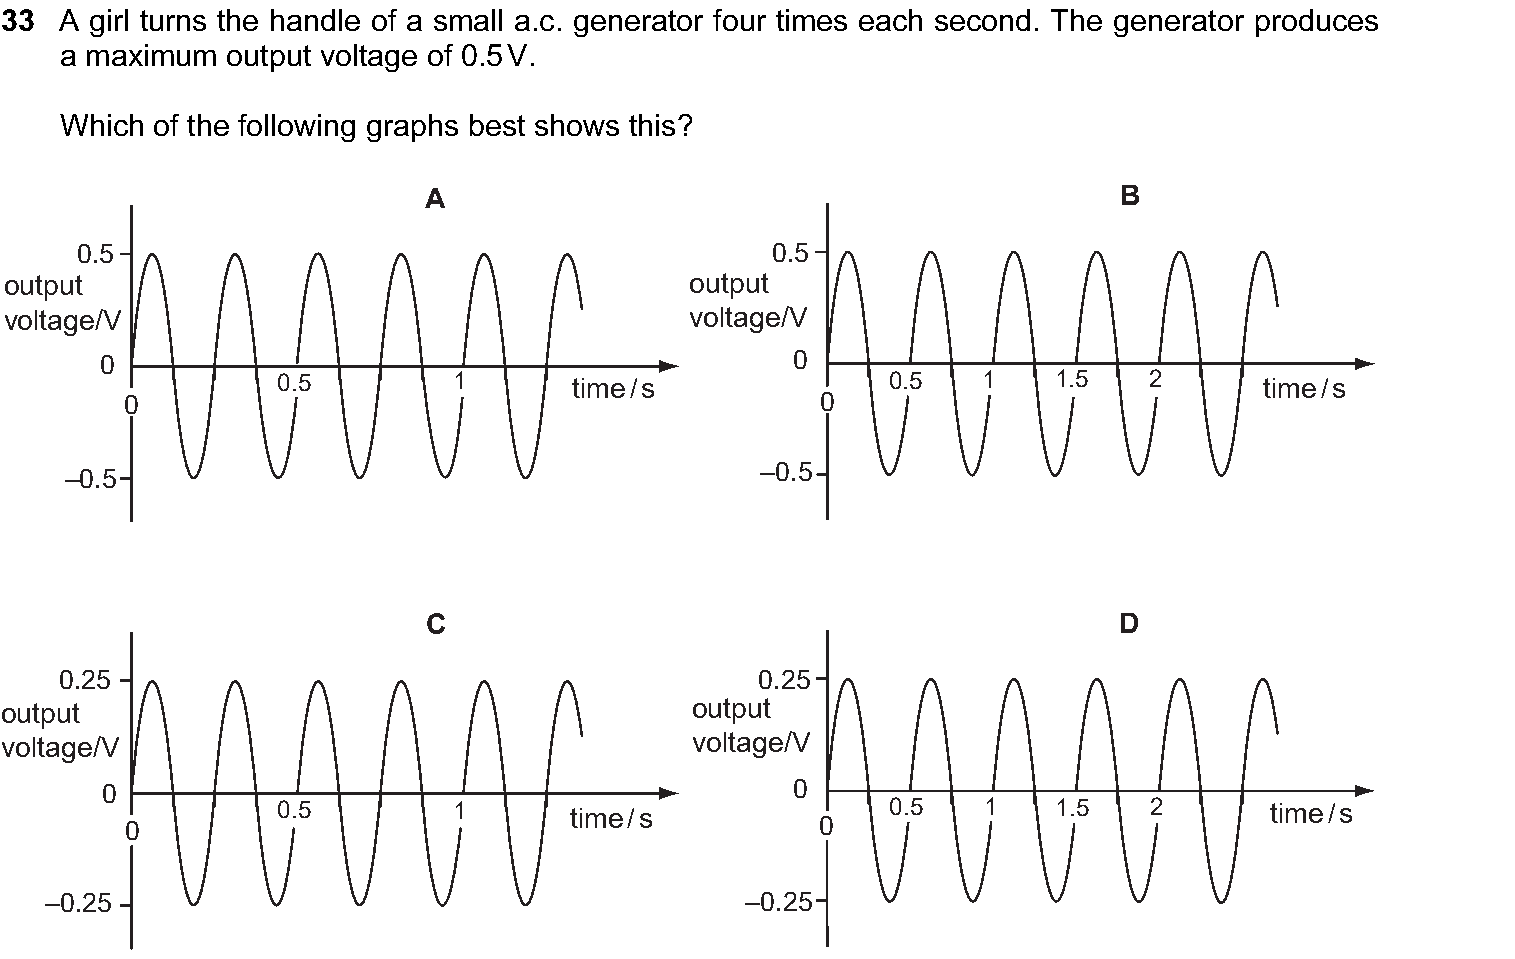 33 A girl turns the handle of a small a.c. generator four times each second. The generator produces
a maximum output voltage of 0.5 V.
Which of the following graphs best shows this?
A
0.5
output
voltage/V
0
0
0.5
1
time/s
–0.5
B
0.5
output
voltage/V
0
0
0.5
1
1.5
2
time/s
–0.5
C
0.25
output
voltage/V
0
0
0.5
1
time/s
–0.25
D
0.25
output
voltage/V
0
0
0.5
1
1.5
2
time/s
–0.25